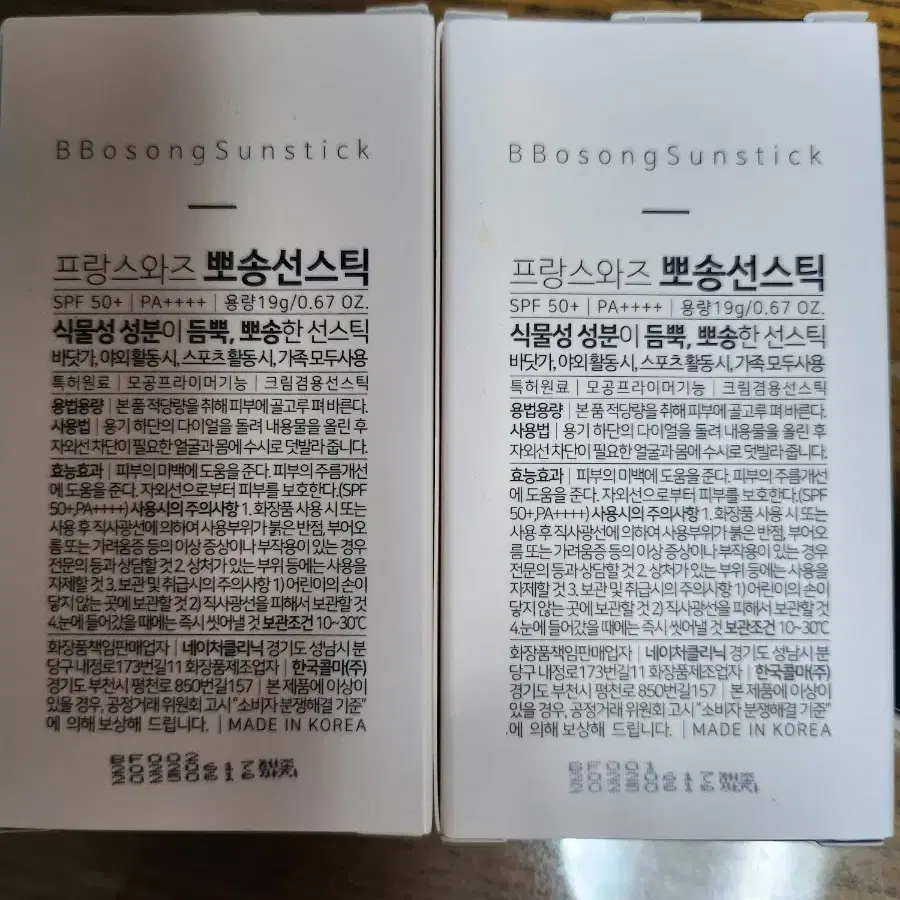 BBosongSunstick
프랑스와즈 뽀송선스틱
SPF 50+ | PA++++ | 용량19g/0.67 OZ.
식물성 성분이 듬뿍, 뽀송한 선스틱
바닷가, 야외 활동 시, 스포츠 활동 시, 가족 모두사용
특허원료 | 모공프라이머기능 | 크림겸용선스틱
용법용량 | 본품 적당량을 취해 피부에 골고루 펴 바른다.
사용법 | 용기 하단의 다이얼을 돌려 내용물을 올린 후
자외선 차단이 필요한 얼굴과 몸에 수시로 덧발라 줍니다.
효능효과 | 피부의 미백에 도움을 준다. 피부의 주름개선
에 도움을 준다. 자외선으로부터 피부를 보호한다.(SPF
50+,PA++++) 사용시의 주의사항 1. 화장품 사용 시 또는
사용 후 직사광선에 의하여 사용부위가 붉은 반점, 부어오
름 또는 가려움증 등의 이상 증상이나 부작용이 있는 경우
전문의 등과 상담할 것 2. 상처가 있는 부위 등에는 사용을
자제할 것 3. 보관 및 취급시의 주의사항 1) 어린이의 손이
닿지 않는 곳에 보관할 것 2) 직사광선을 피해서 보관할 것
4.눈에 들어갔을 때에는 즉시 씻어낼 것 보관조건 10~30℃
화장품책임판매업자 | 네이처클리닉 경기도 성남시 분
당구 내정로173번길11 화장품제조업자 | 한국콜마(주)
경기도 부천시 평천로 850번길157 | 본 제품에 이상이
있을 경우, 공정거래 위원회 고시 "소비자 분쟁해결 기준"
에 의해 보상해 드립니다. | MADE IN KOREA
BBosongSunstick
프랑스와즈 뽀송선스틱
SPF 50+ | PA++++ | 용량19g/0.67 OZ.
식물성 성분이 듬뿍, 뽀송한 선스틱
바닷가, 야외 활동 시, 스포츠 활동 시, 가족 모두사용
특허원료 | 모공프라이머기능 | 크림겸용선스틱
용법용량 | 본품 적당량을 취해 피부에 골고루 펴 바른다.
사용법 | 용기 하단의 다이얼을 돌려 내용물을 올린 후
자외선 차단이 필요한 얼굴과 몸에 수시로 덧발라 줍니다.
효능효과 | 피부의 미백에 도움을 준다. 피부의 주름개선
에 도움을 준다. 자외선으로부터 피부를 보호한다.(SPF
50+,PA++++) 사용시의 주의사항 1. 화장품 사용 시 또는
사용 후 직사광선에 의하여 사용부위가 붉은 반점, 부어오
름 또는 가려움증 등의 이상 증상이나 부작용이 있는 경우
전문의 등과 상담할 것 2. 상처가 있는 부위 등에는 사용을
자제할 것 3. 보관 및 취급시의 주의사항 1) 어린이의 손이
닿지 않는 곳에 보관할 것 2) 직사광선을 피해서 보관할 것
4.눈에 들어갔을 때에는 즉시 씻어낼 것 보관조건 10~30℃
화장품책임판매업자 | 네이처클리닉 경기도 성남시 분
당구 내정로173번길11 화장품제조업자 | 한국콜마(주)
경기도 부천시 평천로 850번길157 | 본 제품에 이상이
있을 경우, 공정거래 위원회 고시 "소비자 분쟁해결 기준"
에 의해 보상해 드립니다. | MADE IN KOREA
BF001